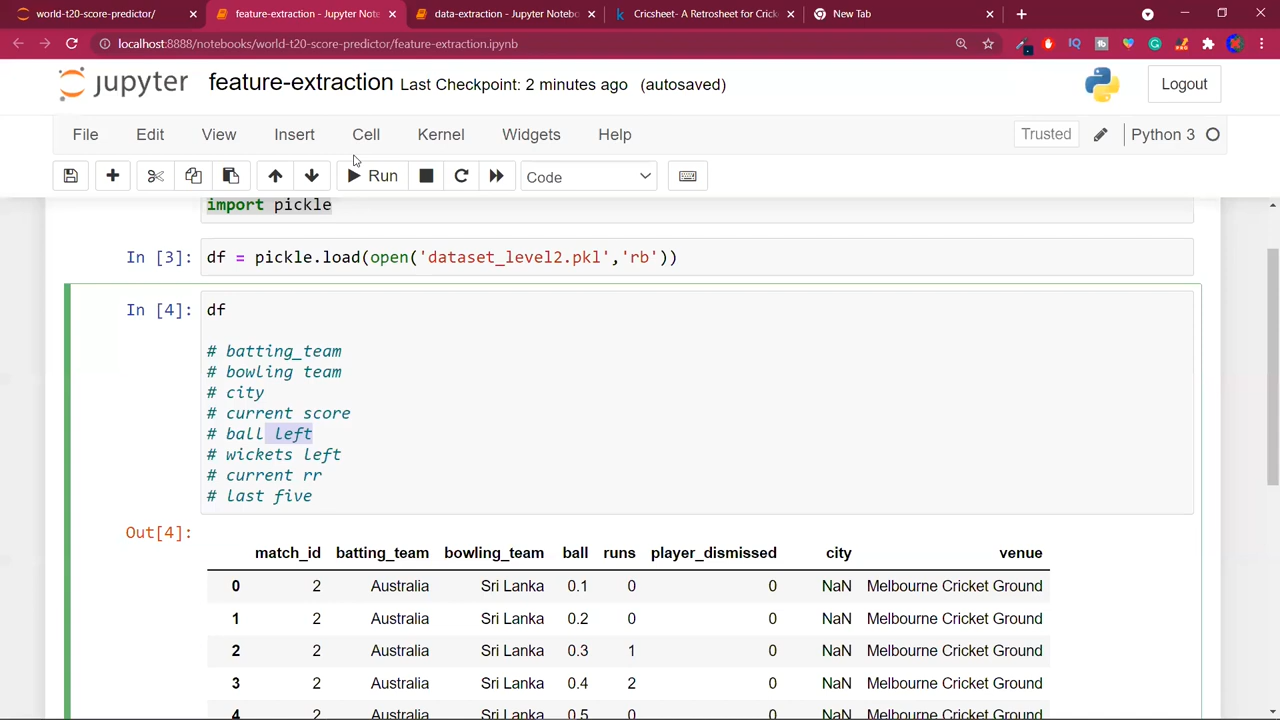 world-t20-score-predictor/
feature-extraction - Jupyter Note
data-extraction - Jupyter Notebo
Cricsheet- A Retrosheet for Crick
New Tab
localhost:8888/notebooks/world-t20-score-predictor/feature-extraction.ipynb
jupyter
feature-extraction
Last Checkpoint: 2 minutes ago (autosaved)
Logout
File Edit View Insert Cell Kernel Widgets Help
Trusted
Python 3
Run
Code
import pickle
In [3]: df = pickle.load(open('dataset_level2.pkl','rb'))
In [4]: df
# batting_team
# bowling team
# city
# current score
# ball left
# wickets left
# current rr
# last five
Out[4]:
match_id batting_team bowling_team ball runs player_dismissed city venue
0 2 Australia Sri Lanka 0.1 0 0 NaN Melbourne Cricket Ground
1 2 Australia Sri Lanka 0.2 0 0 NaN Melbourne Cricket Ground
2 2 Australia Sri Lanka 0.3 1 0 NaN Melbourne Cricket Ground
3 2 Australia Sri Lanka 0.4 2 0 NaN Melbourne Cricket Ground
4 2 Australia Sri Lanka 0.5 0 0 NaN Melbourne Cricket Ground